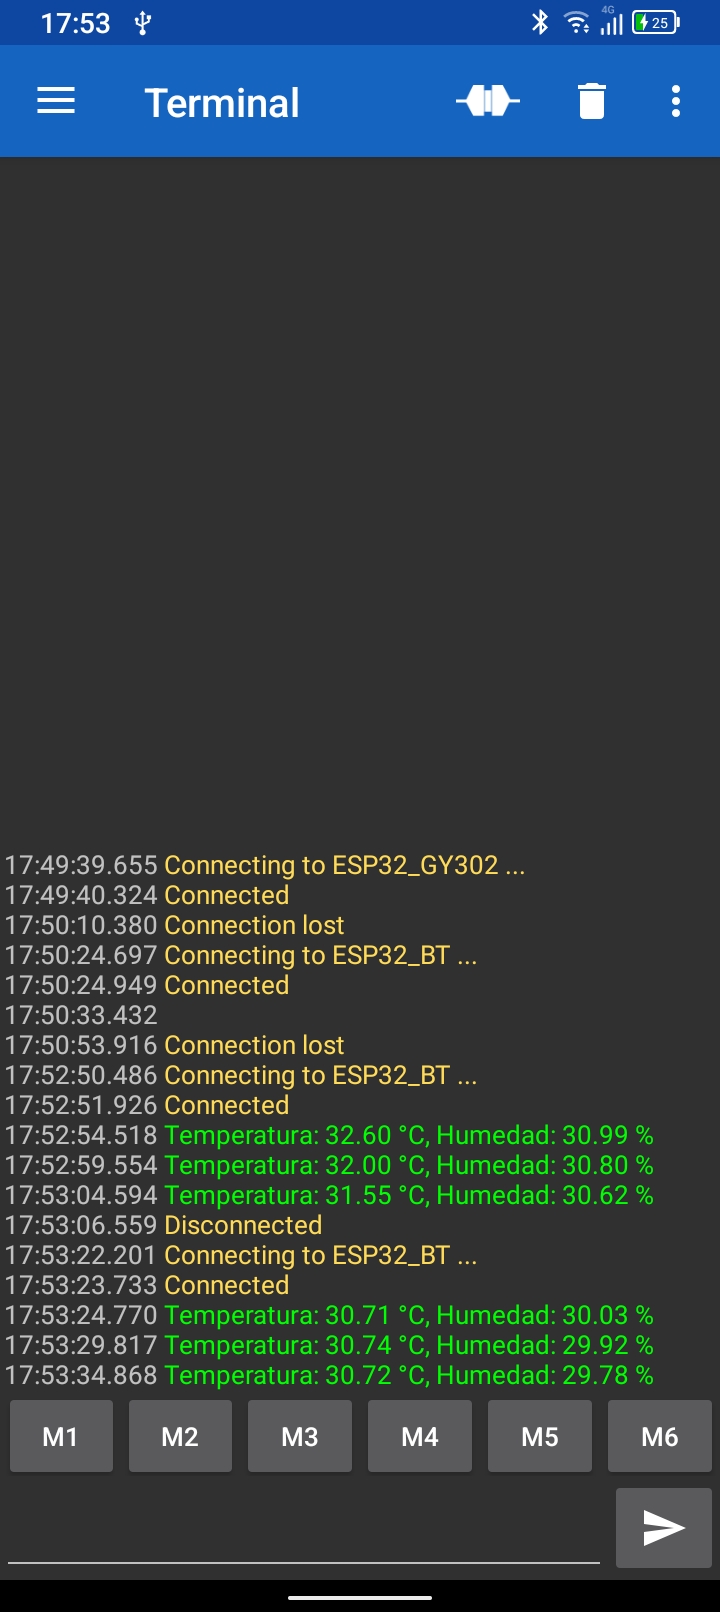 17:53
4G
25
Terminal
17:49:39.655 Connecting to ESP32_GY302 ...
17:49:40.324 Connected
17:50:10.380 Connection lost
17:50:24.697 Connecting to ESP32_BT ...
17:50:24.949 Connected
17:50:33.432
17:50:53.916 Connection lost
17:52:50.486 Connecting to ESP32_BT ...
17:52:51.926 Connected
17:52:54.518 Temperatura: 32.60 °C, Humedad: 30.99 %
17:52:59.554 Temperatura: 32.00 °C, Humedad: 30.80 %
17:53:04.594 Temperatura: 31.55 °C, Humedad: 30.62 %
17:53:06.559 Disconnected
17:53:22.201 Connecting to ESP32_BT ...
17:53:23.733 Connected
17:53:24.770 Temperatura: 30.71 °C, Humedad: 30.03 %
17:53:29.817 Temperatura: 30.74 °C, Humedad: 29.92 %
17:53:34.868 Temperatura: 30.72 °C, Humedad: 29.78 %
M1 M2 M3 M4 M5 M6